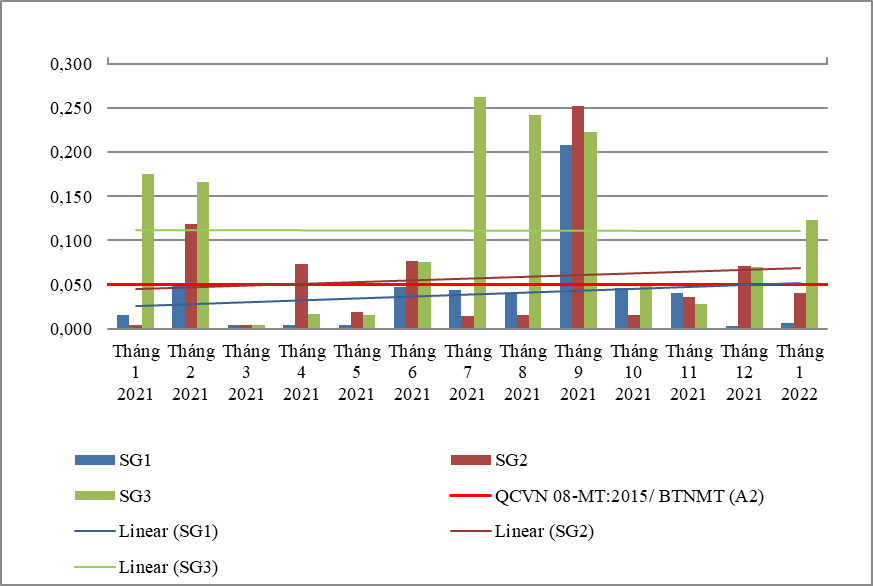 0,300
0,250
0,200
0,150
0,100
0,050
0,000
Tháng 1 2021
Tháng 2 2021
Tháng 3 2021
Tháng 4 2021
Tháng 5 2021
Tháng 6 2021
Tháng 7 2021
Tháng 8 2021
Tháng 9 2021
Tháng 10 2021
Tháng 11 2021
Tháng 12 2021
Tháng 1 2022
SG1
SG2
SG3
QCVN 08-MT:2015/ BTNMT (A2)
Linear (SG1)
Linear (SG2)
Linear (SG3)